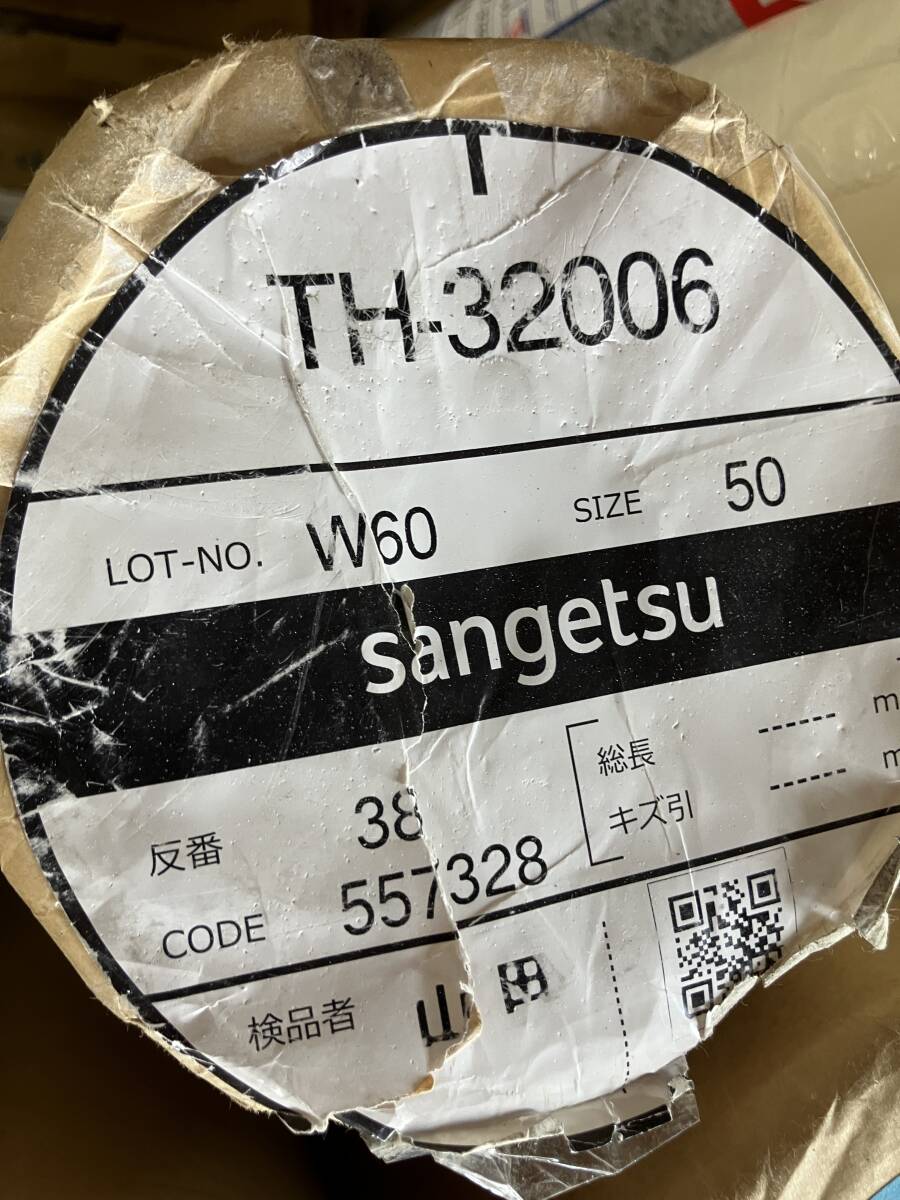 T
TH-32006
LOT-NO. W60 SIZE 50
sangetsu
反番 38
総長 ------ m
キズ引 ------ m
CODE 557328
検品者 山田